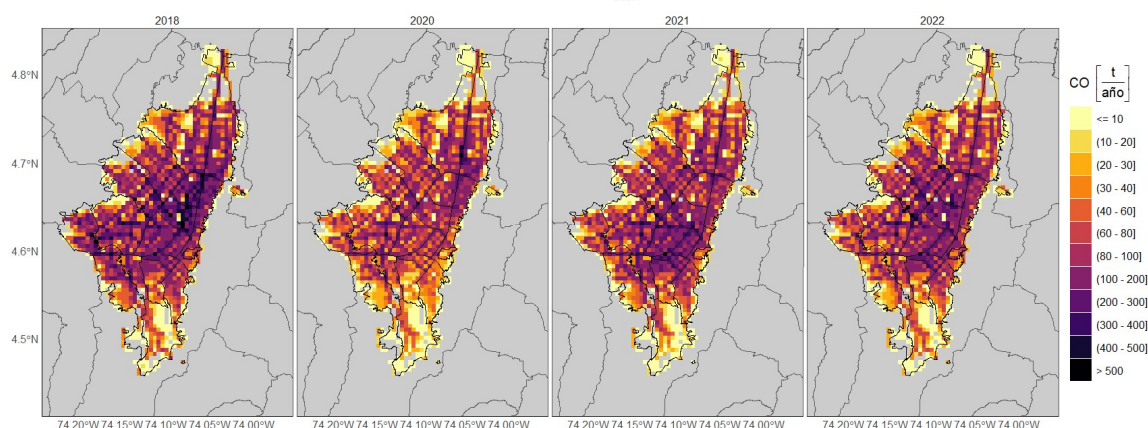 2018
2020
2021
2022
4.8°N
4.7°N
4.6°N
4.5°N
74 20°W 74 15°W 74 10°W 74 05°W 74 00°W
74 20°W 74 15°W 74 10°W 74 05°W 74 00°W
74 20°W 74 15°W 74 10°W 74 05°W 74 00°W
74 20°W 74 15°W 74 10°W 74 05°W 74 00°W
CO [t/año]
<= 10
(10 - 20]
(20 - 30]
(30 - 40]
(40 - 60]
(60 - 80]
(80 - 100]
(100 - 200]
(200 - 300]
(300 - 400]
(400 - 500]
> 500